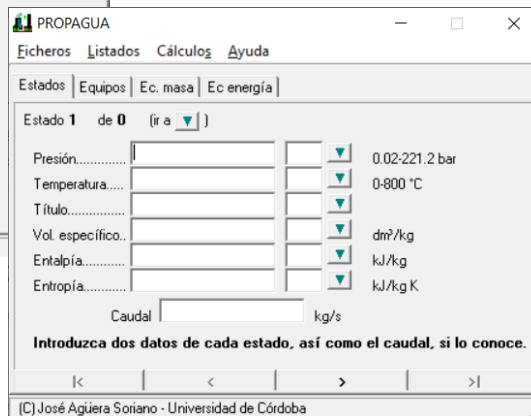 PROPAGUA
Ficheros Listados Cálculos Ayuda
Estados Equipos Ec. masa Ec energía
Estado 1 de 0 (ir a )
Presión............. 0.02-221.2 bar
Temperatura..... 0-800 °C
Título................
Vol. específico.. dm³/kg
Entalpía............ kJ/kg
Entropía............ kJ/kg K
Caudal kg/s
Introduzca dos datos de cada estado, así como el caudal, si lo conoce.
|< < > >|
(C) José Agüera Soriano - Universidad de Córdoba